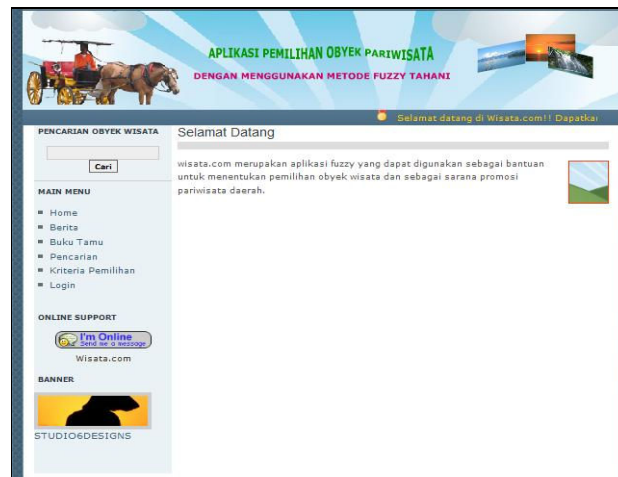 APLIKASI PEMILIHAN OBYEK PARIWISATA
DENGAN MENGGUNAKAN METODE FUZZY TAHANI
Selamat datang di Wisata.com!! Dapatkan
PENCARIAN OBYEK WISATA
Cari
MAIN MENU
Home
Berita
Buku Tamu
Pencarian
Kriteria Pemilihan
Login
ONLINE SUPPORT
I'm Online
Send me a message
Wisata.com
BANNER
STUDIO6DESIGNS
Selamat Datang
wisata.com merupakan aplikasi fuzzy yang dapat digunakan sebagai bantuan
untuk menentukan pemilihan obyek wisata dan sebagai sarana promosi
pariwisata daerah.